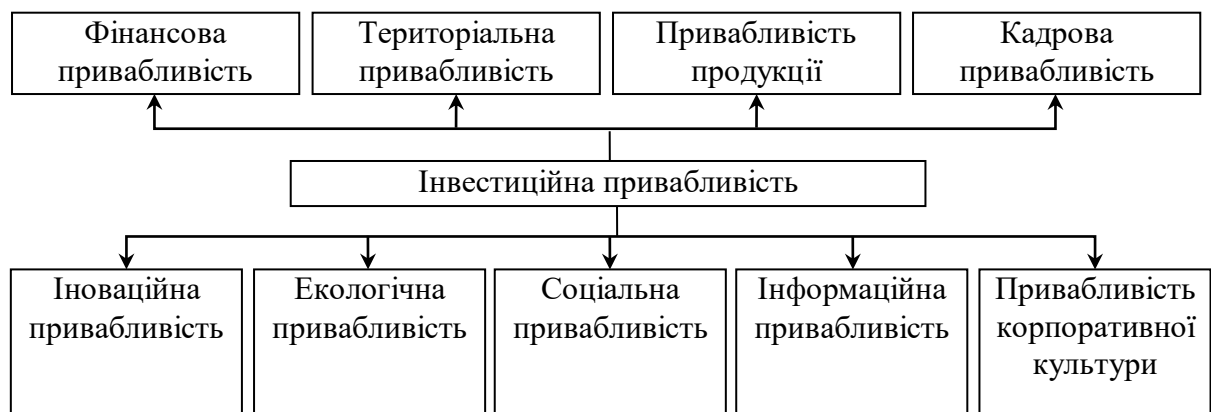 Фінансова
привабливість
Територіальна
привабливість
Привабливість
продукції
Кадрова
привабливість
Інвестиційна привабливість
Іноваційна
привабливість
Екологічна
привабливість
Соціальна
привабливість
Інформаційна
привабливість
Привабливість
корпоративної
культури